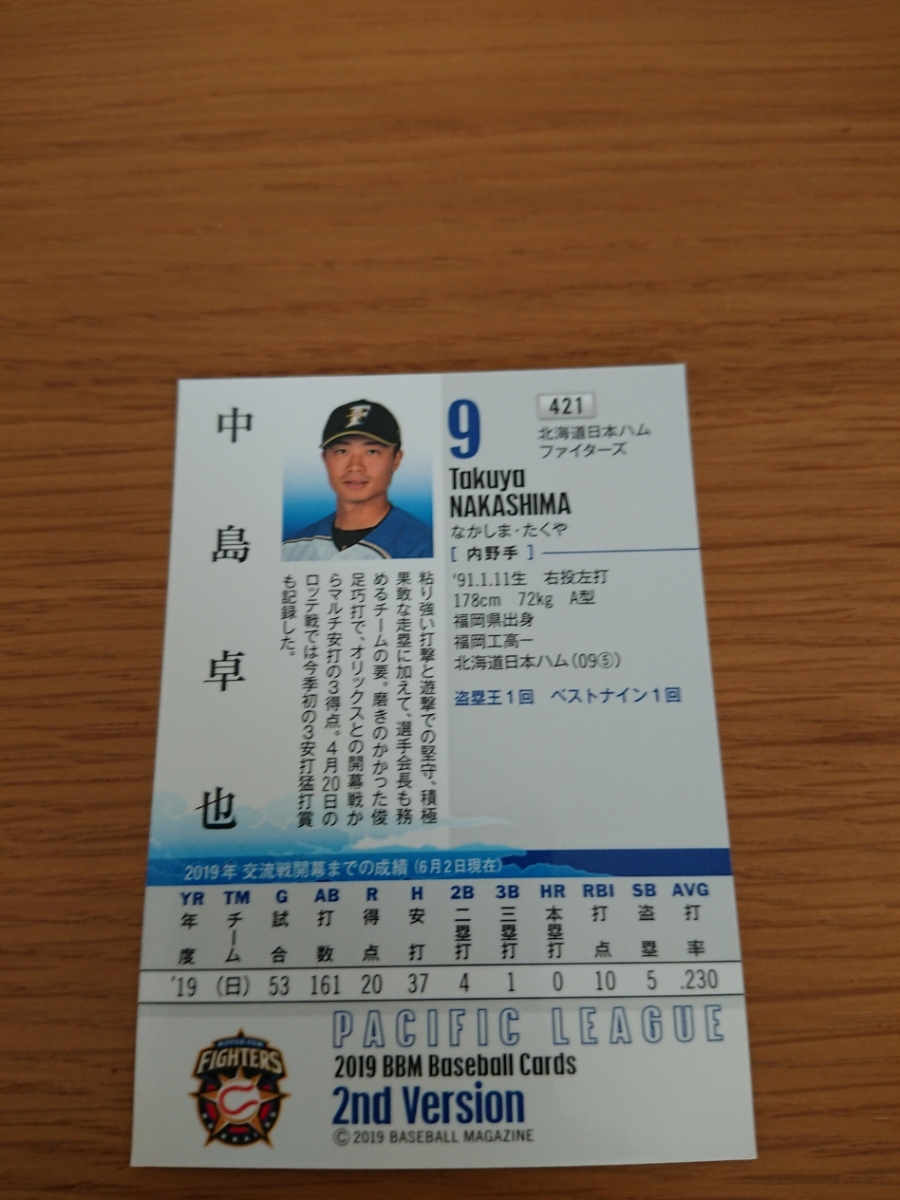 中島卓也
9
421
北海道日本ハム
ファイターズ
Takuya
NAKASHIMA
なかしま・たくや
[ 内野手 ]
'91.1.11生 右投左打
178cm 72kg A型
福岡県出身
福岡工高一
北海道日本ハム(09⑤)
盗塁王1回 ベストナイン1回
粘り強い打撃と遊撃での堅守、積極
果敢な走塁に加えて、選手会長も務
めるチームの要。磨きのかかった俊
足巧打で、オリックスとの開幕戦か
らマルチ安打の3得点。4月20日の
ロッテ戦では今季初の3安打猛打賞
も記録した。
2019年 交流戦開幕までの成績 (6月2日現在)
YR TM G AB R H 2B 3B HR RBI SB AVG
年度 チーム 試合 打数 得点 安打 二塁打 三塁打 本塁打 打点 盗塁 打率
'19 (日) 53 161 20 37 4 1 0 10 5 .230
PACIFIC LEAGUE
2019 BBM Baseball Cards
2nd Version
©2019 BASEBALL MAGAZINE
NIPPON-HAM
FIGHTERS